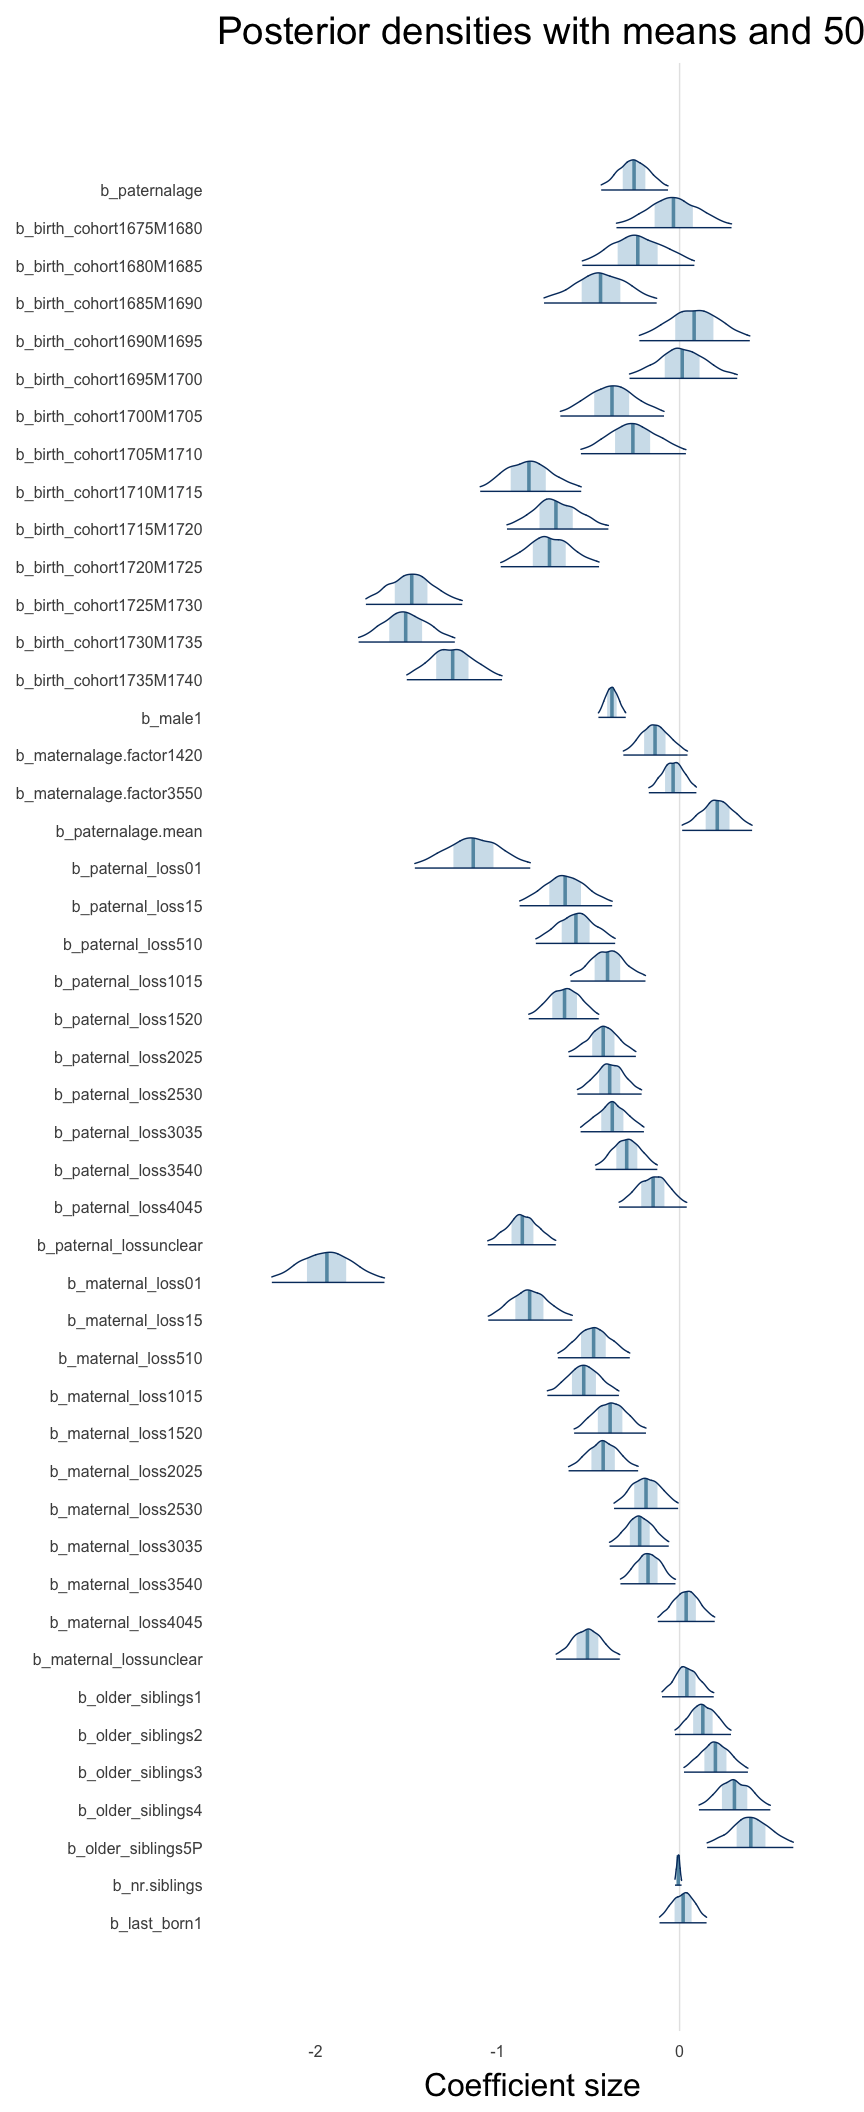 Posterior densities with means and 50
b_paternalage
b_birth_cohort1675M1680
b_birth_cohort1680M1685
b_birth_cohort1685M1690
b_birth_cohort1690M1695
b_birth_cohort1695M1700
b_birth_cohort1700M1705
b_birth_cohort1705M1710
b_birth_cohort1710M1715
b_birth_cohort1715M1720
b_birth_cohort1720M1725
b_birth_cohort1725M1730
b_birth_cohort1730M1735
b_birth_cohort1735M1740
b_male1
b_maternalage.factor1420
b_maternalage.factor3550
b_paternalage.mean
b_paternal_loss01
b_paternal_loss15
b_paternal_loss510
b_paternal_loss1015
b_paternal_loss1520
b_paternal_loss2025
b_paternal_loss2530
b_paternal_loss3035
b_paternal_loss3540
b_paternal_loss4045
b_paternal_lossunclear
b_maternal_loss01
b_maternal_loss15
b_maternal_loss510
b_maternal_loss1015
b_maternal_loss1520
b_maternal_loss2025
b_maternal_loss2530
b_maternal_loss3035
b_maternal_loss3540
b_maternal_loss4045
b_maternal_lossunclear
b_older_siblings1
b_older_siblings2
b_older_siblings3
b_older_siblings4
b_older_siblings5P
b_nr.siblings
b_last_born1
-2 -1 0
Coefficient size